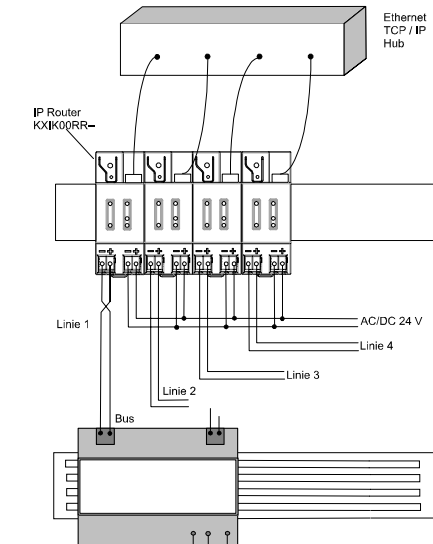 Ethernet
TCP / IP
Hub
IP Router
KXIK00RR–
Linie 1
AC/DC 24 V
Linie 4
Linie 3
Linie 2
Bus